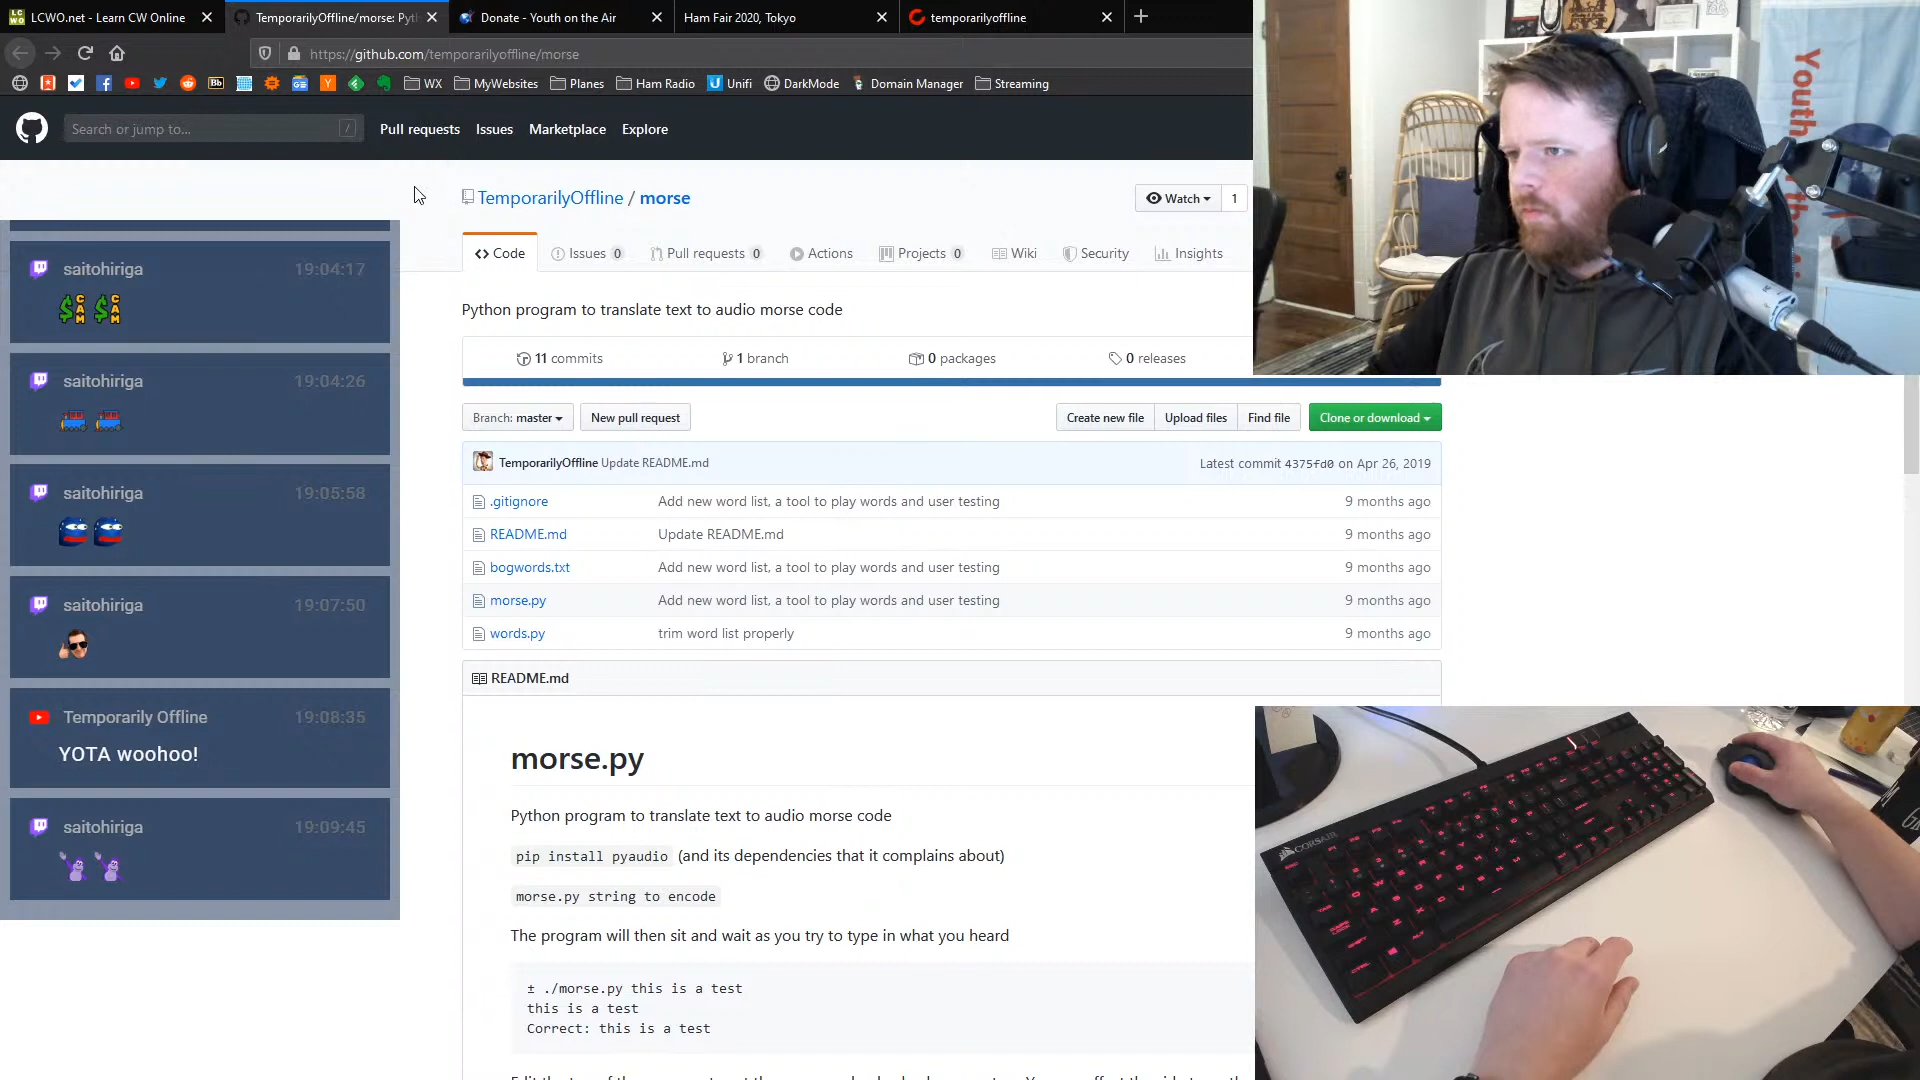 LCWO.net - Learn CW Online
TemporarilyOffline/morse: Pyt
Donate - Youth on the Air
Ham Fair 2020, Tokyo
temporarilyoffline
https://github.com/temporarilyoffline/morse
WX
MyWebsites
Planes
Ham Radio
Unifi
DarkMode
Domain Manager
Streaming
Search or jump to...
/
Pull requests
Issues
Marketplace
Explore
TemporarilyOffline / morse
Watch
1
Code
Issues 0
Pull requests 0
Actions
Projects 0
Wiki
Security
Insights
Python program to translate text to audio morse code
11 commits
1 branch
0 packages
0 releases
Branch: master
New pull request
Create new file
Upload files
Find file
Clone or download
TemporarilyOffline Update README.md
Latest commit 4375fd0 on Apr 26, 2019
.gitignore
Add new word list, a tool to play words and user testing
9 months ago
README.md
Update README.md
9 months ago
bogwords.txt
Add new word list, a tool to play words and user testing
9 months ago
morse.py
Add new word list, a tool to play words and user testing
9 months ago
words.py
trim word list properly
9 months ago
README.md
morse.py
Python program to translate text to audio morse code
pip install pyaudio (and its dependencies that it complains about)
morse.py string to encode
The program will then sit and wait as you try to type in what you heard
± ./morse.py this is a test
this is a test
Correct: this is a test
saitohiriga 19:04:17
$CAM $CAM
saitohiriga 19:04:26
saitohiriga 19:05:58
saitohiriga 19:07:50
Temporarily Offline 19:08:35
YOTA woohoo!
saitohiriga 19:09:45
Youth
CORSAIR